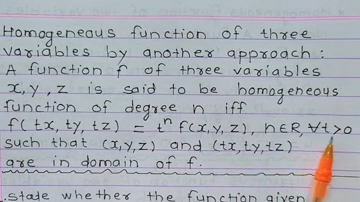 Homogeneous function of three
variables by another approach :
A function f of three variables
x,y,z is said to be homogeneous
function of degree n iff
f(tx, ty, tz) = tⁿ f(x,y,z), n∈R, ∀t>0
such that (x,y,z) and (tx,ty,tz)
are in domain of f.
.State whether the function given